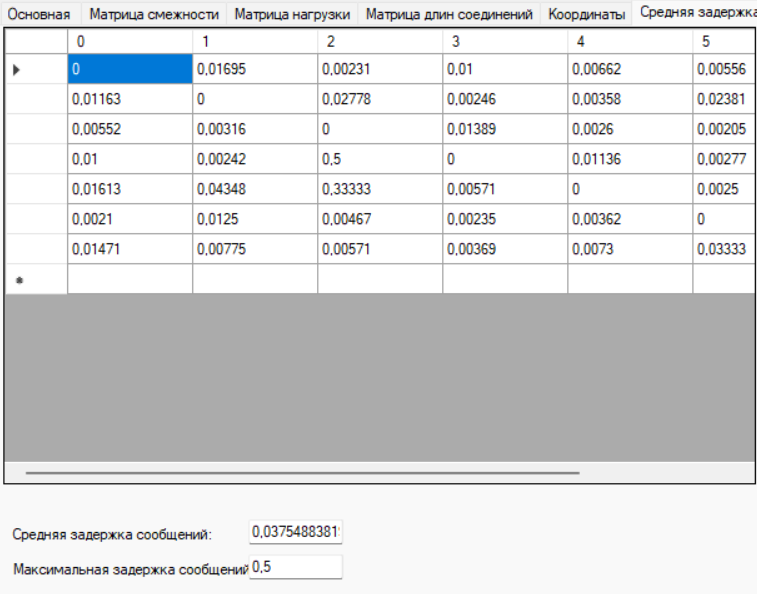 Основная Матрица смежности Матрица нагрузки Матрица длин соединений Координаты Средняя задержка
0 1 2 3 4 5
0 0,01695 0,00231 0,01 0,00662 0,00556
0,01163 0 0,02778 0,00246 0,00358 0,02381
0,00552 0,00316 0 0,01389 0,0026 0,00205
0,01 0,00242 0,5 0 0,01136 0,00277
0,01613 0,04348 0,33333 0,00571 0 0,0025
0,0021 0,0125 0,00467 0,00235 0,00362 0
0,01471 0,00775 0,00571 0,00369 0,0073 0,03333
Средняя задержка сообщений: 0,0375488381
Максимальная задержка сообщений 0,5